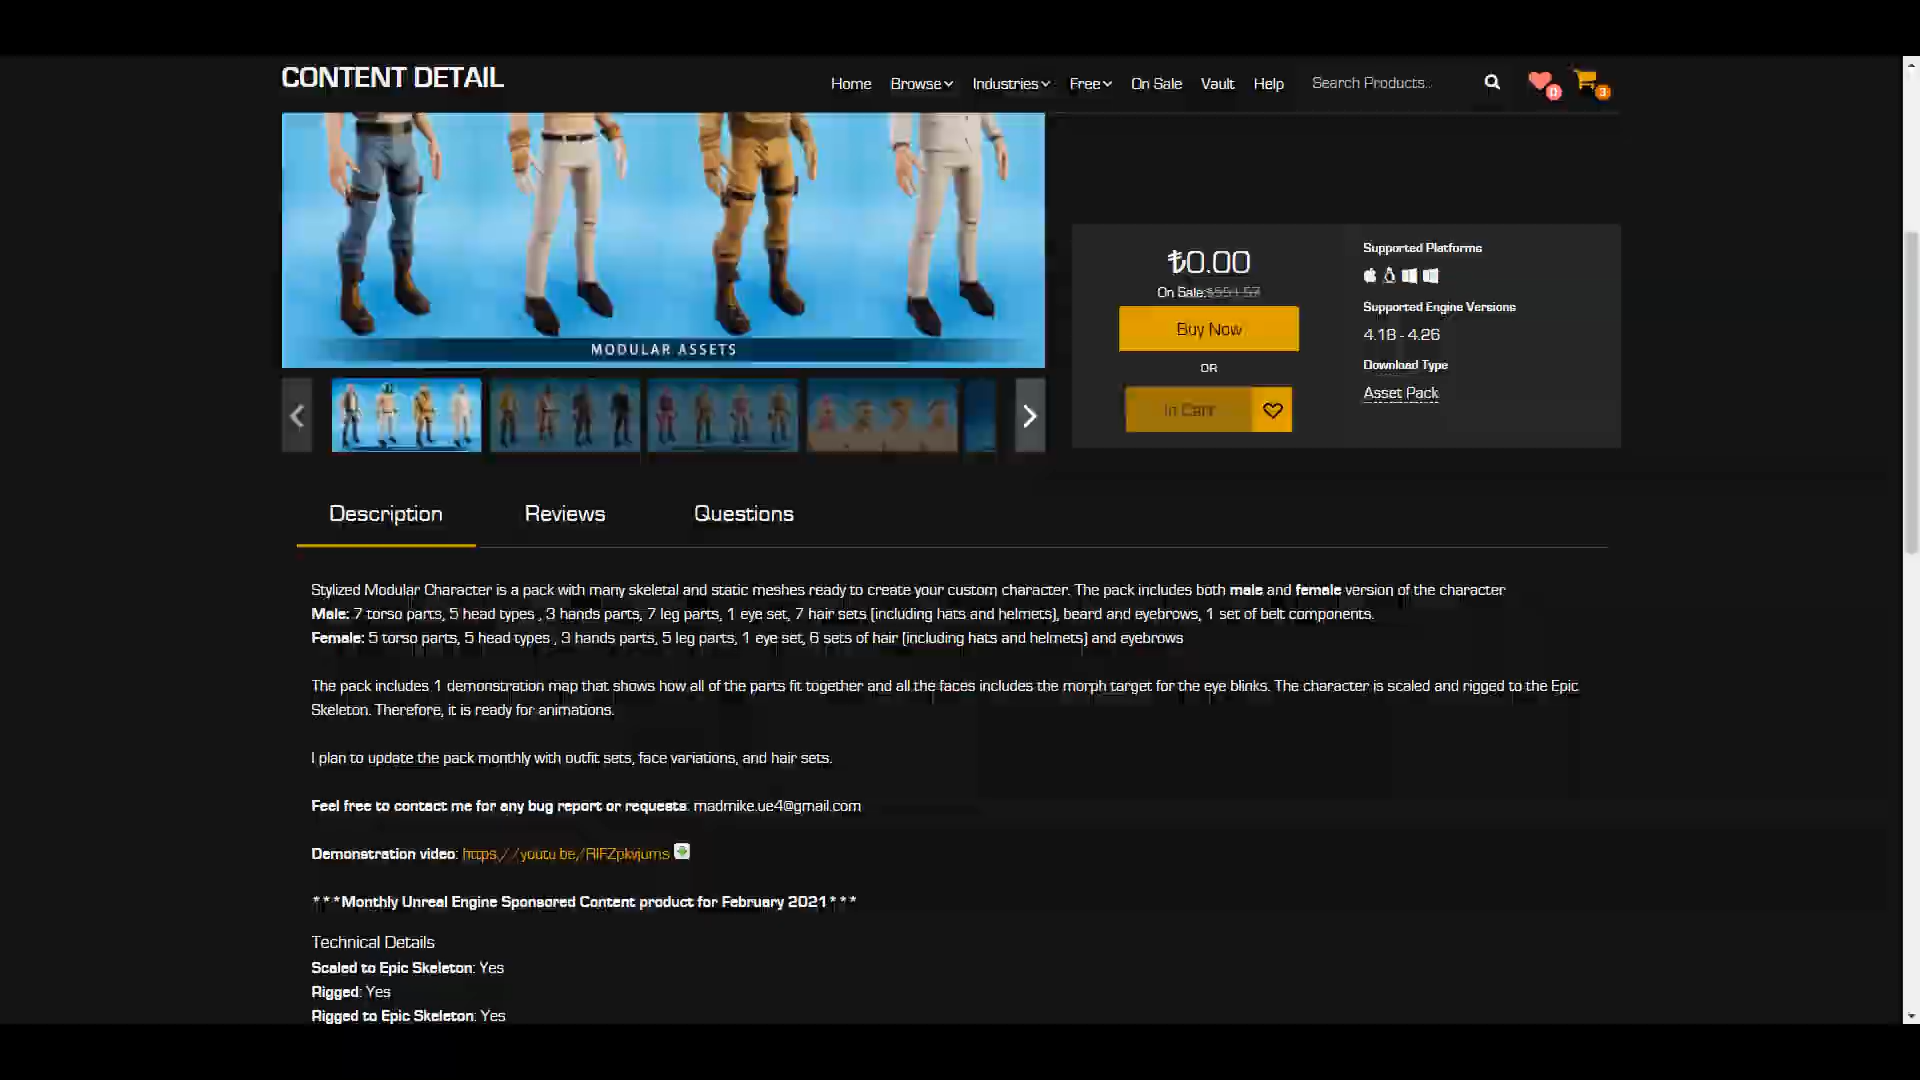 CONTENT DETAIL
Home Browse Industries Free On Sale Vault Help Search Products... 0 3
MODULAR ASSETS
₺0.00
On Sale:
Buy Now
OR
In Cart
Supported Platforms
Supported Engine Versions
4.18 - 4.26
Download Type
Asset Pack
Description Reviews Questions
Stylized Modular Character is a pack with many skeletal and static meshes ready to create your custom character. The pack includes both male and female version of the character
Male: 7 torso parts, 5 head types , 3 hands parts, 7 leg parts, 1 eye set, 7 hair sets (including hats and helmets), beard and eyebrows, 1 set of belt components.
Female: 5 torso parts, 5 head types , 3 hands parts, 5 leg parts, 1 eye set, 6 sets of hair (including hats and helmets) and eyebrows
The pack includes 1 demonstration map that shows how all of the parts fit together and all the faces includes the morph target for the eye blinks. The character is scaled and rigged to the Epic
Skeleton. Therefore, it is ready for animations.
I plan to update the pack monthly with outfit sets, face variations, and hair sets.
Feel free to contact me for any bug report or requests: madmike.ue4@gmail.com
Demonstration video:
***Monthly Unreal Engine Sponsored Content product for February 2021***
Technical Details
Scaled to Epic Skeleton: Yes
Rigged: Yes
Rigged to Epic Skeleton: Yes